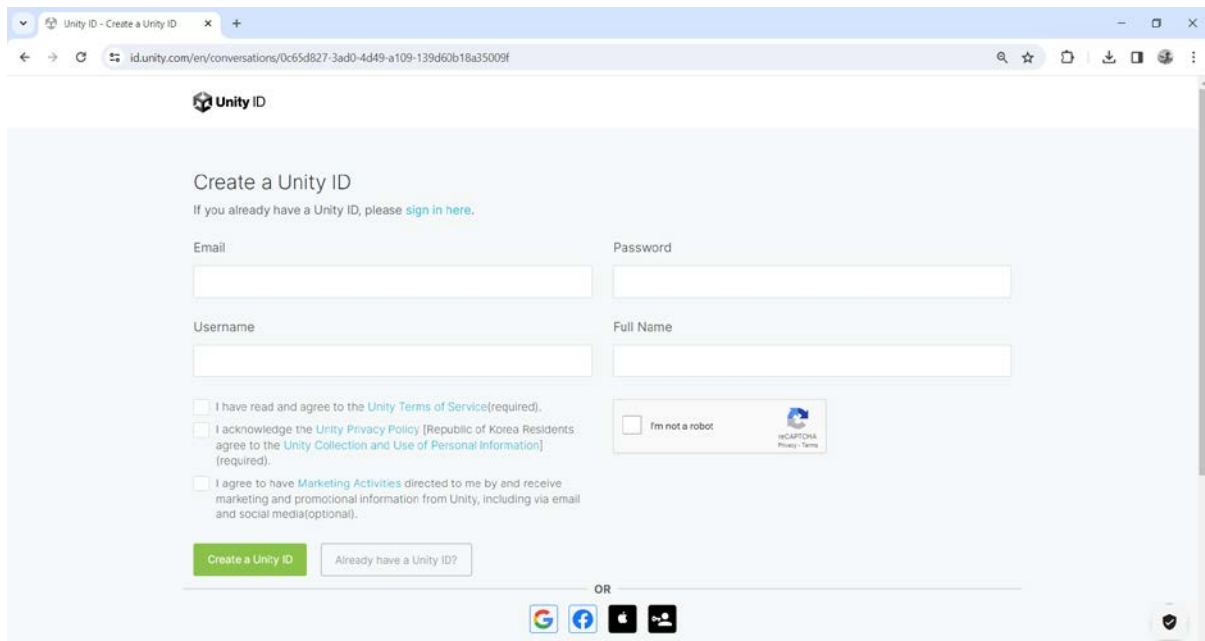 Unity ID - Create a Unity ID
id.unity.com/en/conversations/0c65d827-3ad0-4d49-a109-139d60b18a35009f
Unity ID
Create a Unity ID
If you already have a Unity ID, please sign in here.
Email
Password
Username
Full Name
I have read and agree to the Unity Terms of Service(required).
I acknowledge the Unity Privacy Policy [Republic of Korea Residents
agree to the Unity Collection and Use of Personal Information]
(required).
I agree to have Marketing Activities directed to me by and receive
marketing and promotional information from Unity, including via email
and social media(optional).
I'm not a robot
reCAPTCHA
Privacy - Terms
Create a Unity ID
Already have a Unity ID?
OR